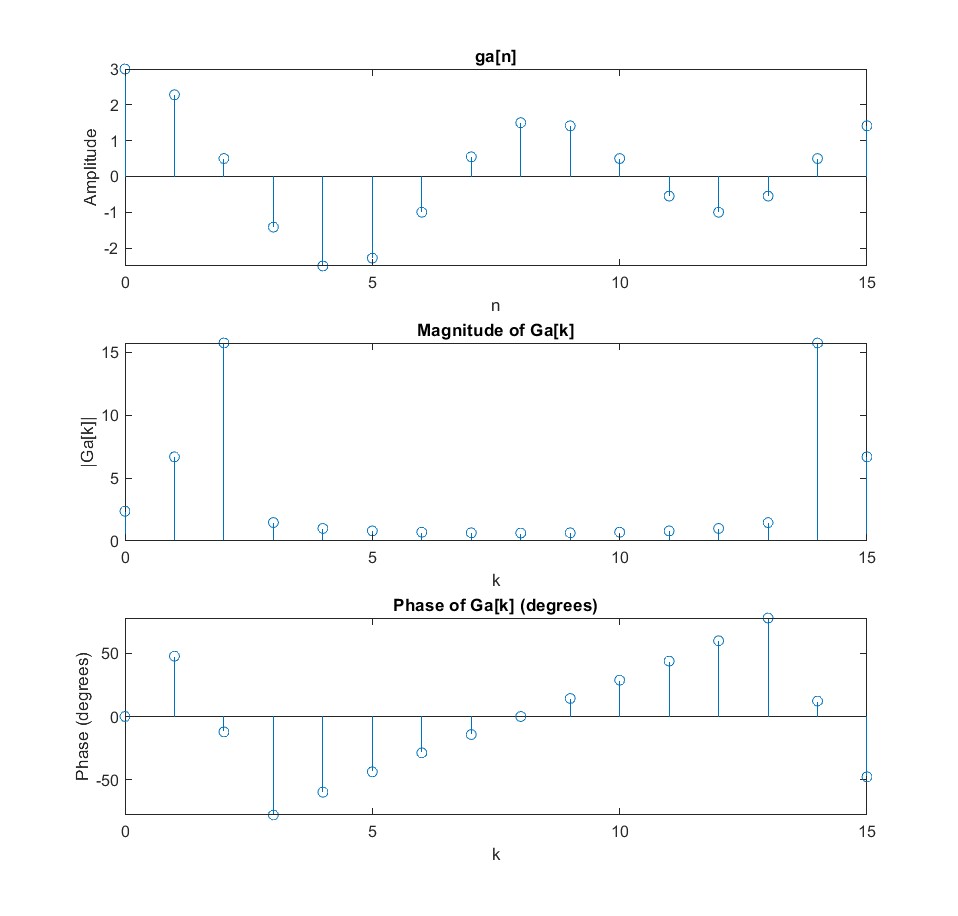 ga[n]
3
2
1
0
-1
-2
Amplitude
0 5 10 15
n
Magnitude of Ga[k]
15
10
5
0
|Ga[k]|
0 5 10 15
k
Phase of Ga[k] (degrees)
50
0
-50
Phase (degrees)
0 5 10 15
k